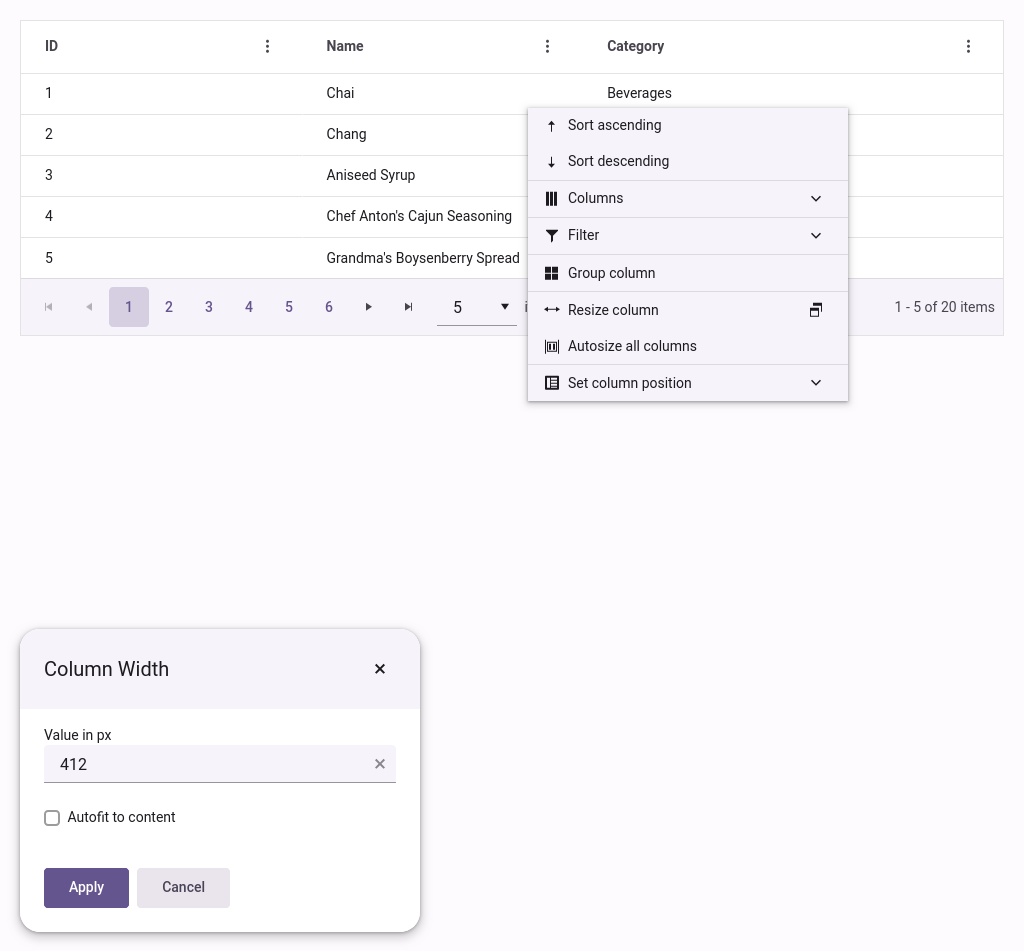 ID Name Category
1 Chai Beverages
2 Chang
3 Aniseed Syrup
4 Chef Anton's Cajun Seasoning
5 Grandma's Boysenberry Spread
Sort ascending
Sort descending
Columns
Filter
Group column
Resize column
Autosize all columns
Set column position
1 2 3 4 5 6 5 1 - 5 of 20 items
Column Width
Value in px
412
Autofit to content
Apply Cancel